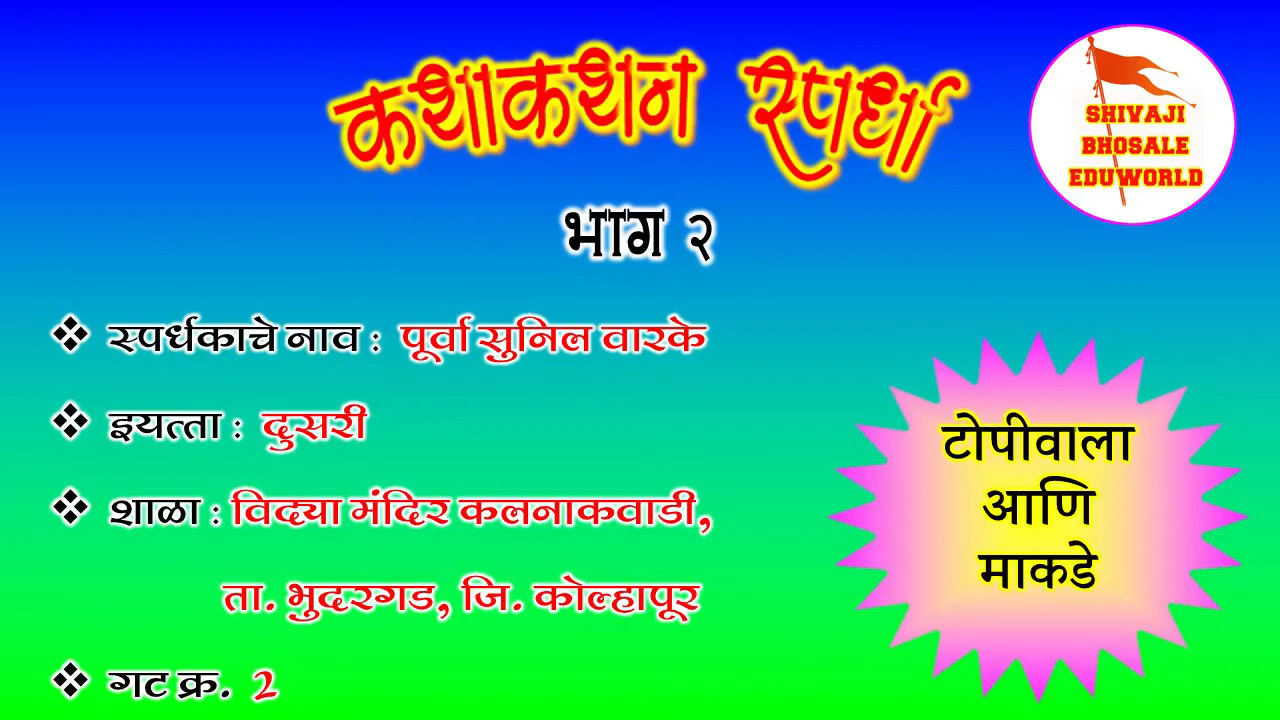 कथाकथन स्पर्धा
SHIVAJI
BHOSALE
EDUWORLD
भाग २
❖ स्पर्धकाचे नाव : पूर्वा सुनिल वारके
❖ इयत्ता : दुसरी
❖ शाळा : विद्या मंदिर कलनाकवाडी,
ता. भुदरगड, जि. कोल्हापूर
❖ गट क्र. 2
टोपीवाला
आणि
माकडे